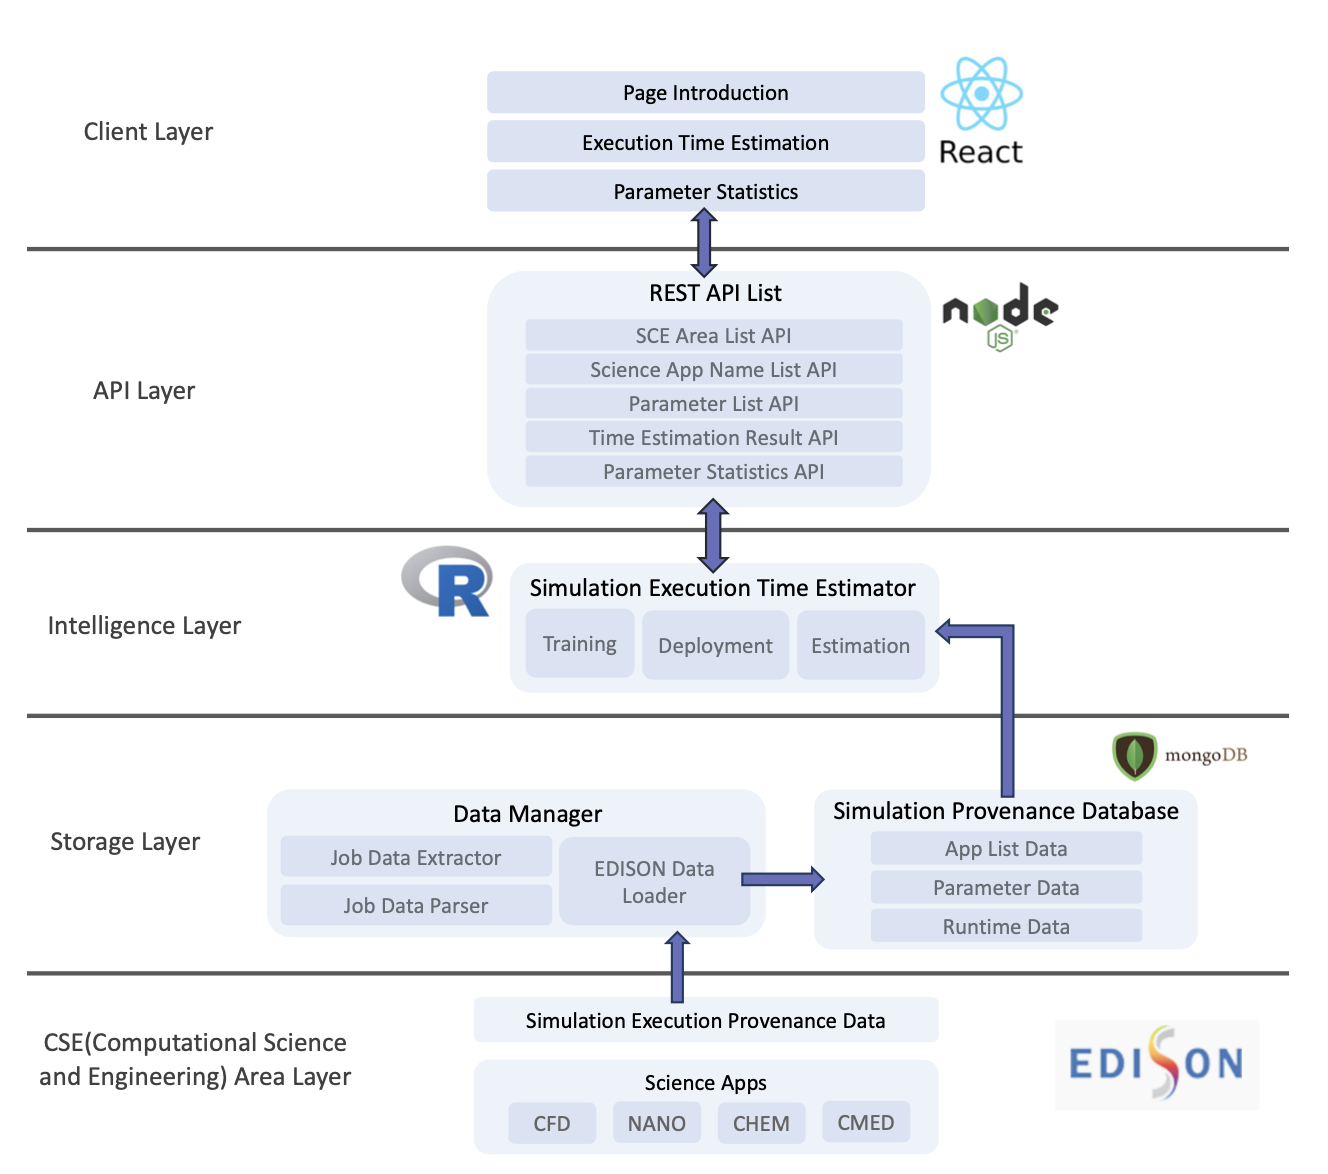 Client Layer
Page Introduction
Execution Time Estimation
Parameter Statistics
React
API Layer
REST API List
SCE Area List API
Science App Name List API
Parameter List API
Time Estimation Result API
Parameter Statistics API
node
JS
Intelligence Layer
R
Simulation Execution Time Estimator
Training
Deployment
Estimation
Storage Layer
mongoDB
Data Manager
Job Data Extractor
Job Data Parser
EDISON Data
Loader
Simulation Provenance Database
App List Data
Parameter Data
Runtime Data
CSE(Computational Science
and Engineering) Area Layer
Simulation Execution Provenance Data
Science Apps
CFD
NANO
CHEM
CMED
EDISON